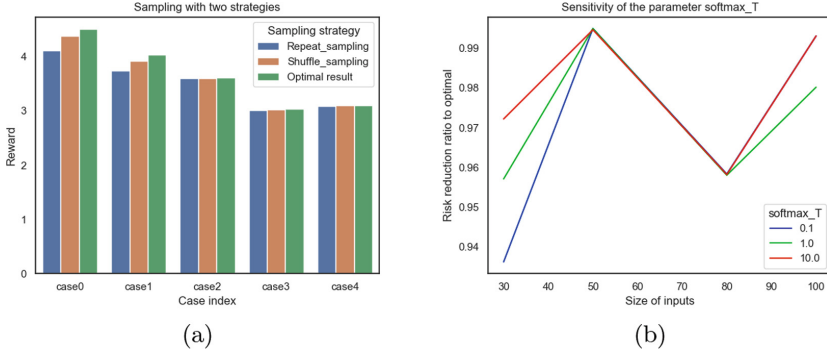 Sampling with two strategies
Sampling strategy
Repeat_sampling
Shuffle_sampling
Optimal result
Reward
4
3
2
1
0
case0 case1 case2 case3 case4
Case index
(a)
Sensitivity of the parameter softmax_T
Risk reduction ratio to optimal
0.99
0.98
0.97
0.96
0.95
0.94
softmax_T
0.1
1.0
10.0
30 40 50 60 70 80 90 100
Size of inputs
(b)